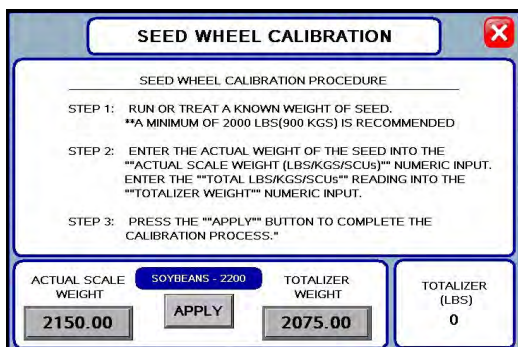 SEED WHEEL CALIBRATION
SEED WHEEL CALIBRATION PROCEDURE
STEP 1: RUN OR TREAT A KNOWN WEIGHT OF SEED.
**A MINIMUM OF 2000 LBS(900 KGS) IS RECOMMENDED
STEP 2: ENTER THE ACTUAL WEIGHT OF THE SEED INTO THE
""ACTUAL SCALE WEIGHT (LBS/KGS/SCUs)"" NUMERIC INPUT.
ENTER THE ""TOTAL LBS/KGS/SCUs"" READING INTO THE
""TOTALIZER WEIGHT"" NUMERIC INPUT.
STEP 3: PRESS THE ""APPLY"" BUTTON TO COMPLETE THE
CALIBRATION PROCESS."
ACTUAL SCALE
WEIGHT
2150.00
SOYBEANS - 2200
APPLY
TOTALIZER
WEIGHT
2075.00
TOTALIZER
(LBS)
0